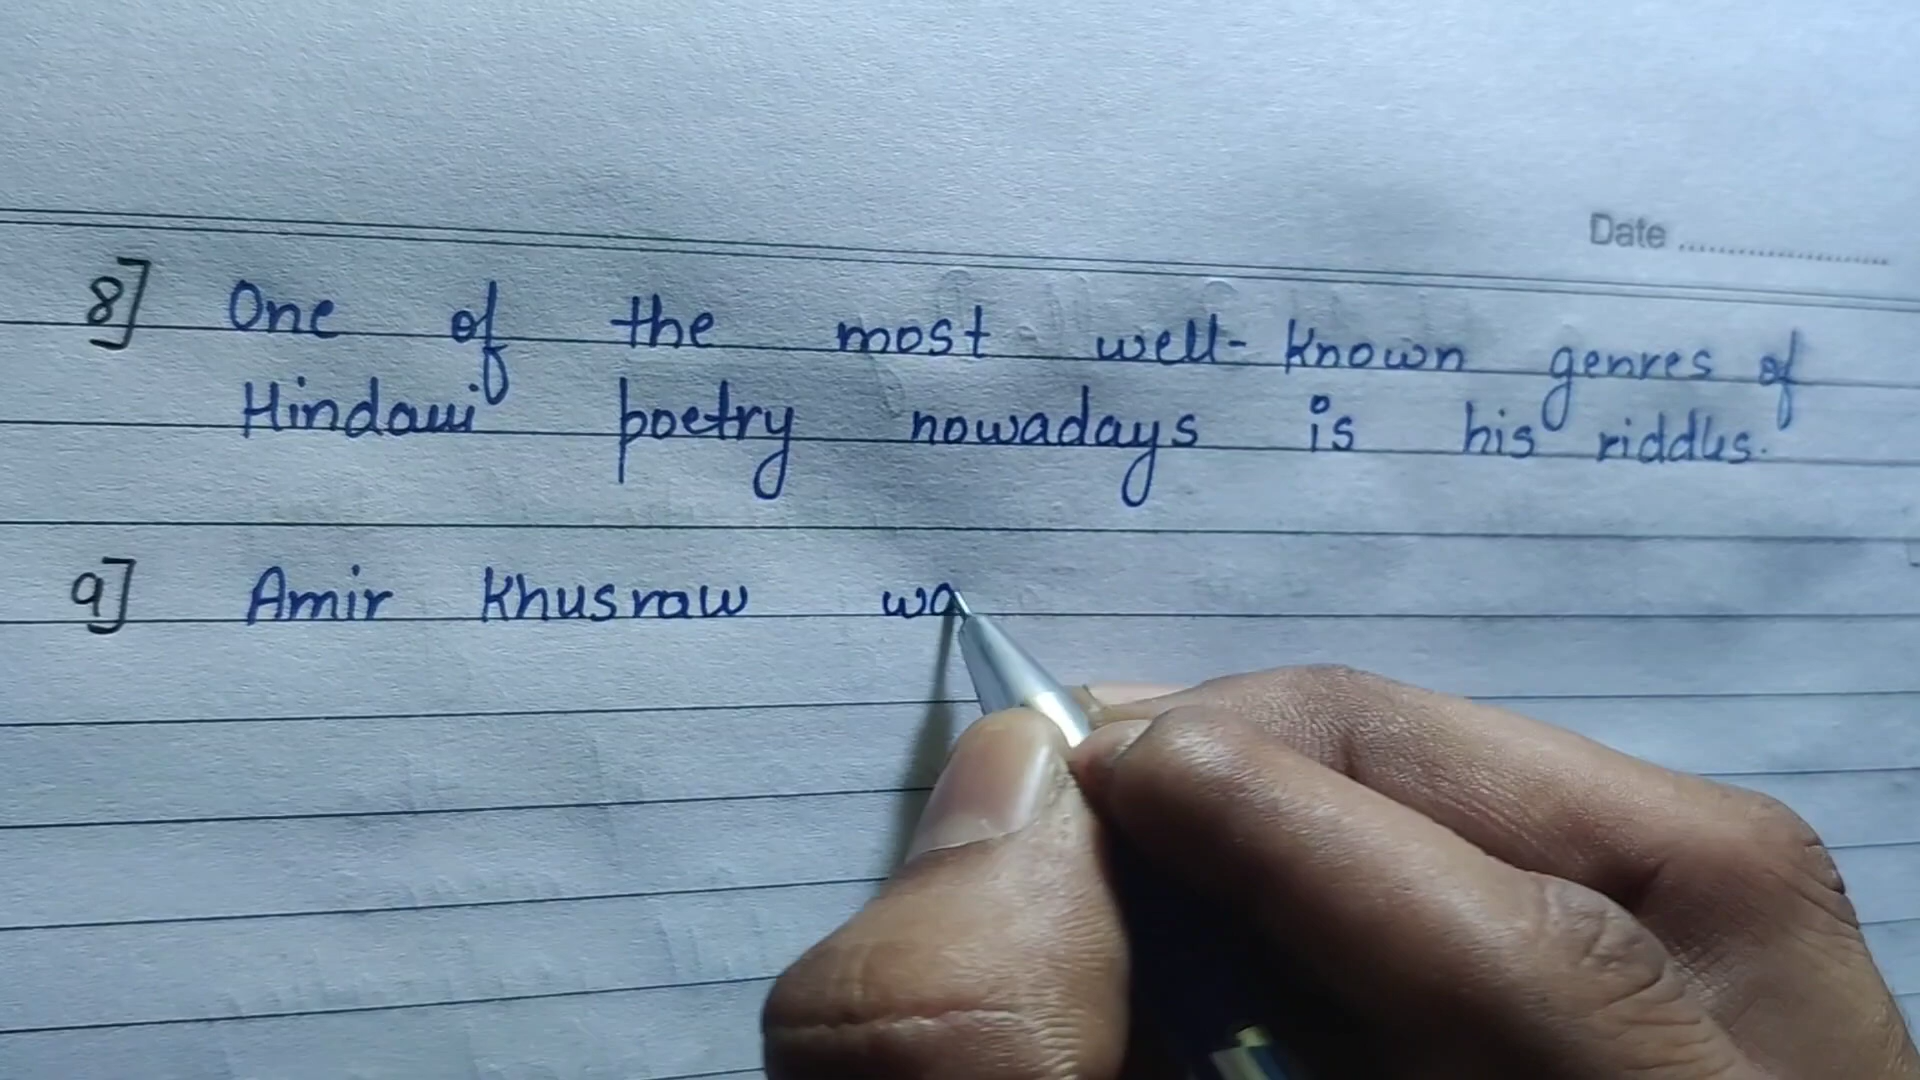 Date
8] One of the most well-known genres of
Hindawi poetry nowadays is his riddles.
9] Amir Khusraw wa